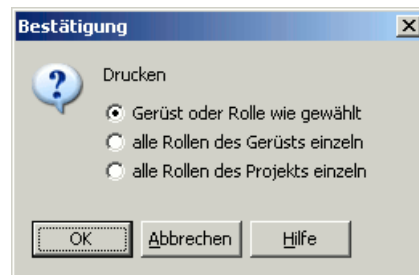 Bestätigung
Drucken
Gerüst oder Rolle wie gewählt
alle Rollen des Gerüsts einzeln
alle Rollen des Projekts einzeln
OK
Abbrechen
Hilfe